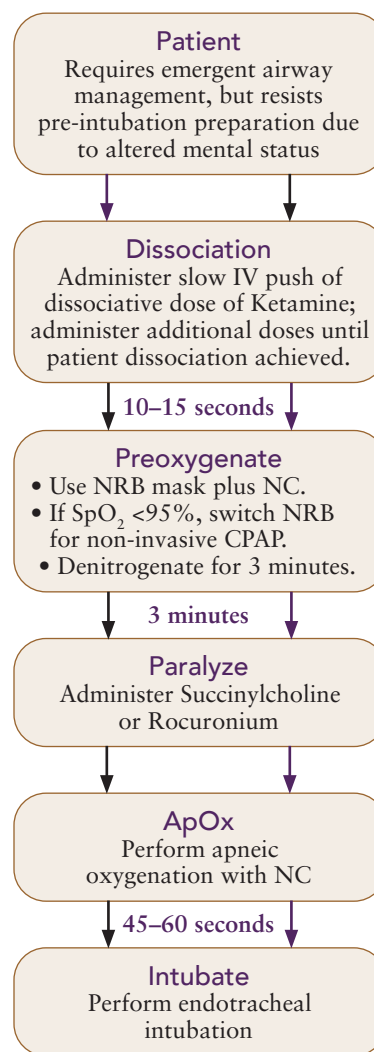 Patient
Requires emergent airway
management, but resists
pre-intubation preparation due
to altered mental status
Dissociation
Administer slow IV push of
dissociative dose of Ketamine;
administer additional doses until
patient dissociation achieved.
10–15 seconds
Preoxygenate
• Use NRB mask plus NC.
• If SpO₂ <95%, switch NRB
for non-invasive CPAP.
• Denitrogenate for 3 minutes.
3 minutes
Paralyze
Administer Succinylcholine
or Rocuronium
ApOx
Perform apneic
oxygenation with NC
45–60 seconds
Intubate
Perform endotracheal
intubation